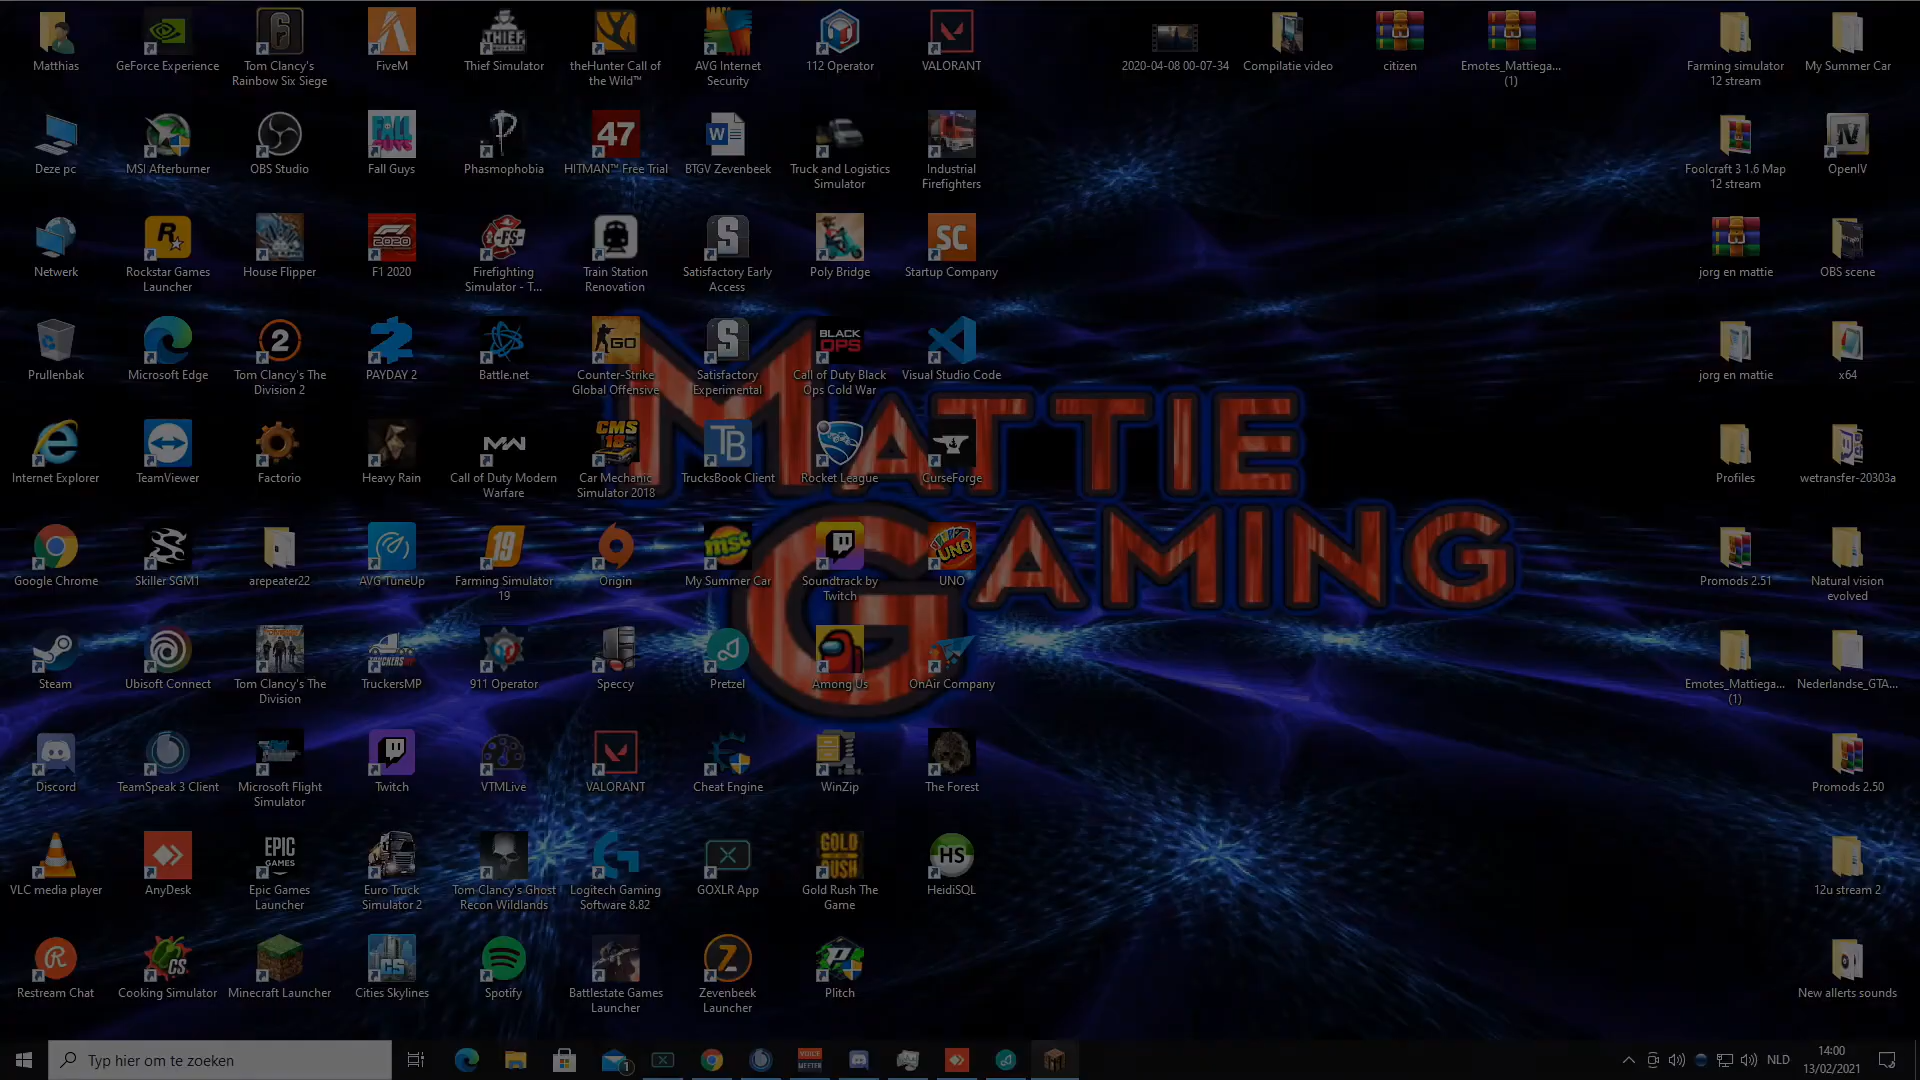 Matthias
GeForce Experience
Tom Clancy's
Rainbow Six Siege
FiveM
Thief Simulator
theHunter Call of
the Wild™
AVG Internet
Security
112 Operator
VALORANT
2020-04-08 00-07-34
Compilatie video
citizen
Emotes_Mattiega...
(1)
Farming simulator
12 stream
My Summer Car
Deze pc
MSI Afterburner
OBS Studio
Fall Guys
Phasmophobia
HITMAN™ Free Trial
BTGV Zevenbeek
Truck and Logistics
Simulator
Industrial
Firefighters
Foolcraft 3 1.6 Map
12 stream
OpenIV
Netwerk
Rockstar Games
Launcher
House Flipper
F1 2020
Firefighting
Simulator - T...
Train Station
Renovation
Satisfactory Early
Access
Poly Bridge
Startup Company
jorg en mattie
OBS scene
Prullenbak
Microsoft Edge
Tom Clancy's The
Division 2
PAYDAY 2
Battle.net
Counter-Strike
Global Offensive
Satisfactory
Experimental
Call of Duty Black
Ops Cold War
Visual Studio Code
jorg en mattie
x64
MATTIE
GAMING
Internet Explorer
TeamViewer
Factorio
Heavy Rain
Call of Duty Modern
Warfare
Car Mechanic
Simulator 2018
TrucksBook Client
Rocket League
CurseForge
Profiles
wetransfer-20303a
Google Chrome
Skiller SGM1
arepeater22
AVG TuneUp
Farming Simulator
19
Origin
My Summer Car
Soundtrack by
Twitch
UNO
Promods 2.51
Natural vision
evolved
Steam
Ubisoft Connect
Tom Clancy's The
Division
TruckersMP
911 Operator
Speccy
Pretzel
Among Us
OnAir Company
Emotes_Mattiega...
(1)
Nederlandse_GTA...
Discord
TeamSpeak 3 Client
Microsoft Flight
Simulator
Twitch
VTMLive
VALORANT
Cheat Engine
WinZip
The Forest
Promods 2.50
VLC media player
AnyDesk
Epic Games
Launcher
Euro Truck
Simulator 2
Tom Clancy's Ghost
Recon Wildlands
Logitech Gaming
Software 8.82
GOXLR App
Gold Rush The
Game
HeidiSQL
12u stream 2
Restream Chat
Cooking Simulator
Minecraft Launcher
Cities Skylines
Spotify
Battlestate Games
Launcher
Zevenbeek
Launcher
Plitch
New allerts sounds
Typ hier om te zoeken
1
NLD
14:00
13/02/2021